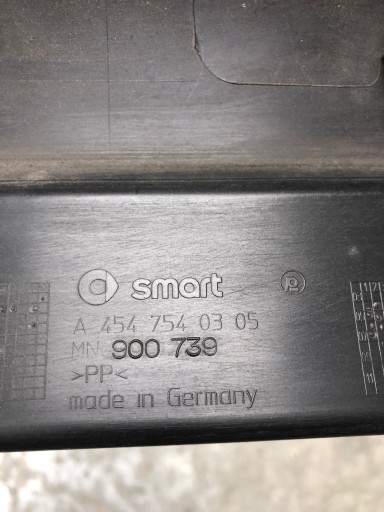 smart
A 454 754 03 05
MN 900 739
>PP<
made in Germany